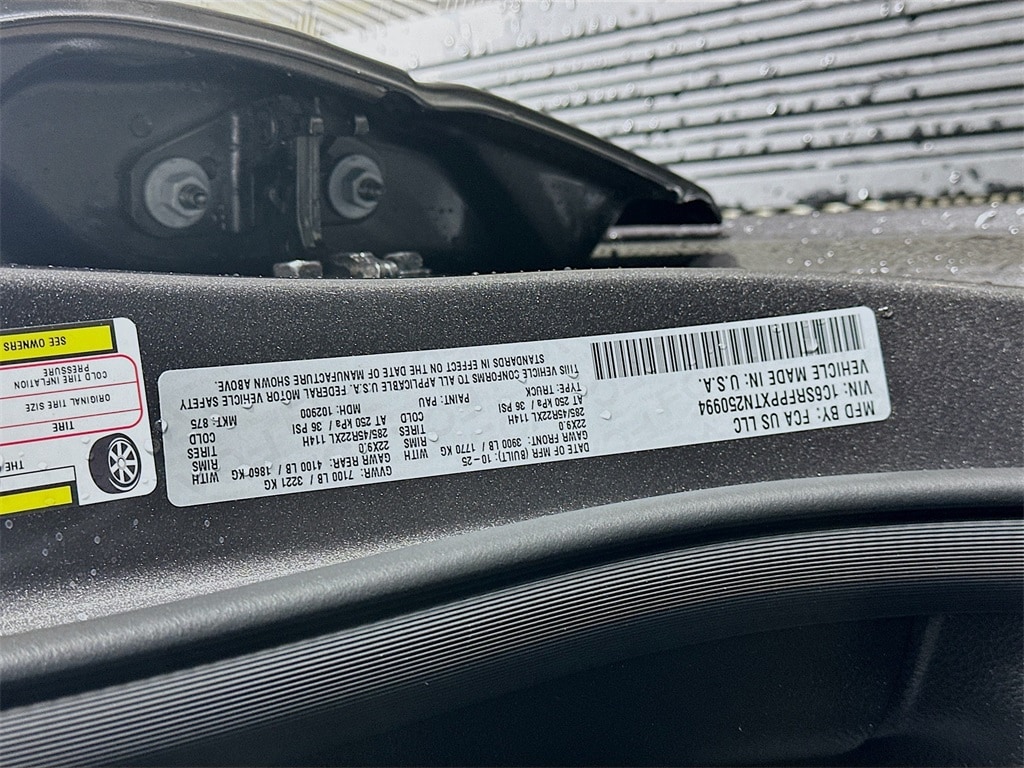 MFD BY: FCA US LLC
VIN: 1C6SRFPPXTN250994
VEHICLE MADE IN: U.S.A.
DATE OF MFR (BUILT): 10-25
GVWR: 7100 LB / 3221 KG
GAWR FRONT: 3900 LB / 1770 KG
WITH
GAWR REAR: 4100 LB / 1860 KG
WITH
22X9.0
RIMS
22X9.0
RIMS
285/45R22XL 114H
TIRES
285/45R22XL 114H
TIRES
AT 250 kPa / 36 PSI
COLD
AT 250 kPa / 36 PSI
COLD
TYPE: TRUCK
PAINT: PAU
MDH: 102900
MKT: 875
THIS VEHICLE CONFORMS TO ALL APPLICABLE U.S.A. FEDERAL MOTOR VEHICLE SAFETY
STANDARDS IN EFFECT ON THE DATE OF MANUFACTURE SHOWN ABOVE.
THE
TIRE
ORIGINAL TIRE SIZE
COLD TIRE INFLATION
PRESSURE
SEE OWNERS